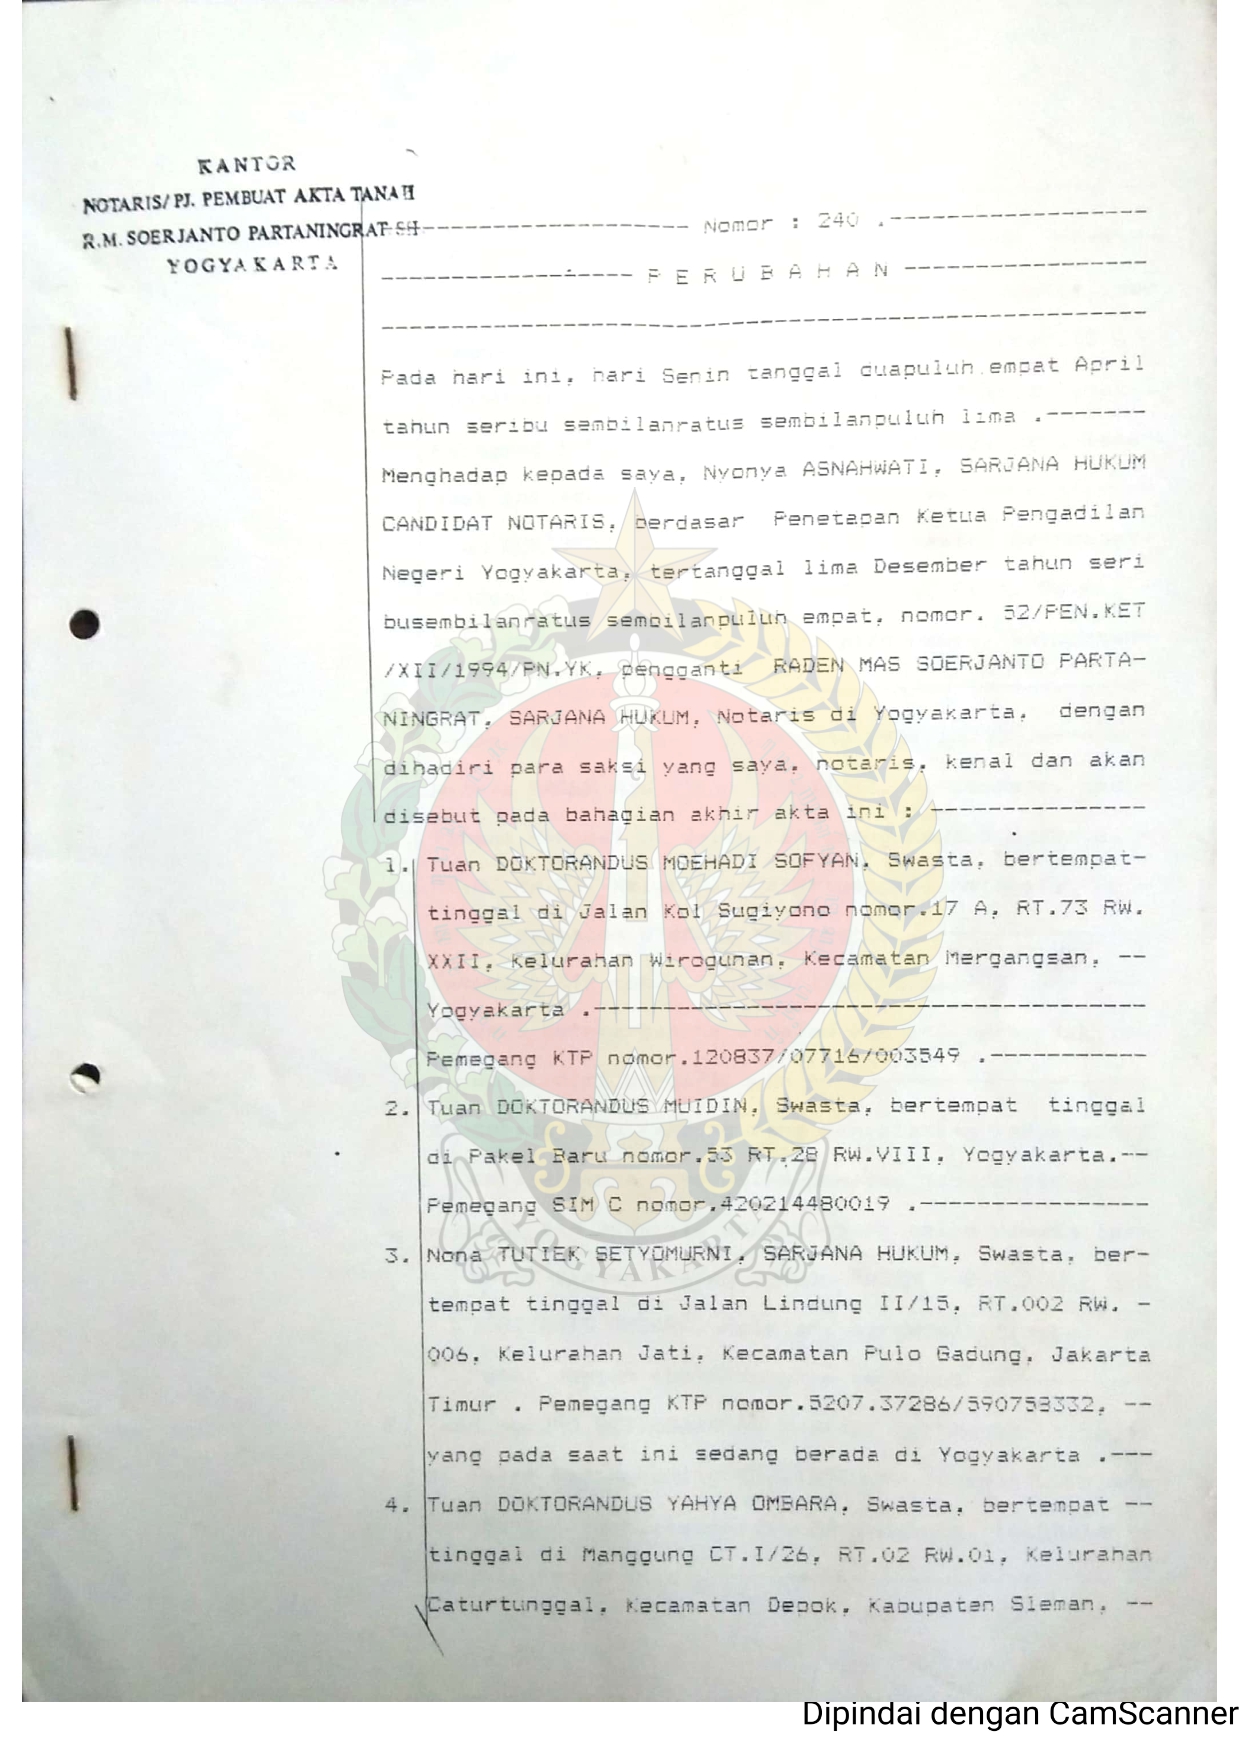 KANTOR
NOTARIS/ PJ. PEMBUAT AKTA TANAH
R.M. SOERJANTO PARTANINGRAT SH
YOGYAKARTA
------------------- Nomor : 240 .-------------------
------------------ P E R U B A H A N ------------------
-------------------------------------------------------
Pada hari ini, hari Senin tanggal duapuluh empat April
tahun seribu sembilanratus sembilanpuluh lima .-------
Menghadap kepada saya, Nyonya ASNAHWATI, SARJANA HUKUM
CANDIDAT NOTARIS, berdasar Penetapan Ketua Pengadilan
Negeri Yogyakarta, tertanggal lima Desember tahun seri
busembilanratus sembilanpuluh empat, nomor. 52/PEN.KET
/XII/1994/PN.YK, pengganti RADEN MAS SOERJANTO PARTA-
NINGRAT, SARJANA HUKUM, Notaris di Yogyakarta, dengan
dihadiri para saksi yang saya, notaris, kenal dan akan
disebut pada bahagian akhir akta ini : ---------------
1. Tuan DOKTORANDUS MOEHADI SOFYAN, Swasta, bertempat-
tinggal di Jalan Kol Sugiyono nomor.17 A, RT.73 RW.
XXII, Kelurahan Wirogunan, Kecamatan Mergangsan, --
Yogyakarta .---------------------------------------
Pemegang KTP nomor.120837/07716/003549 .-----------
2. Tuan DOKTORANDUS MUIDIN, Swasta, bertempat tinggal
di Pakel Baru nomor.53 RT.28 RW.VIII, Yogyakarta.--
Pemegang SIM C nomor.420214480019 .----------------
3. Nona TUTIEK SETYOMURNI, SARJANA HUKUM, Swasta, ber-
tempat tinggal di Jalan Lindung II/15, RT.002 RW. -
006, Kelurahan Jati, Kecamatan Pulo Gadung, Jakarta
Timur . Pemegang KTP nomor.5207.37286/590758332, --
yang pada saat ini sedang berada di Yogyakarta .---
4. Tuan DOKTORANDUS YAHYA OMBARA, Swasta, bertempat --
tinggal di Manggung CT.I/26, RT.02 RW.01, Kelurahan
Caturtunggal, Kecamatan Depok, Kabupaten Sleman, --
YOGYAKARTA
Dipindai dengan CamScanner